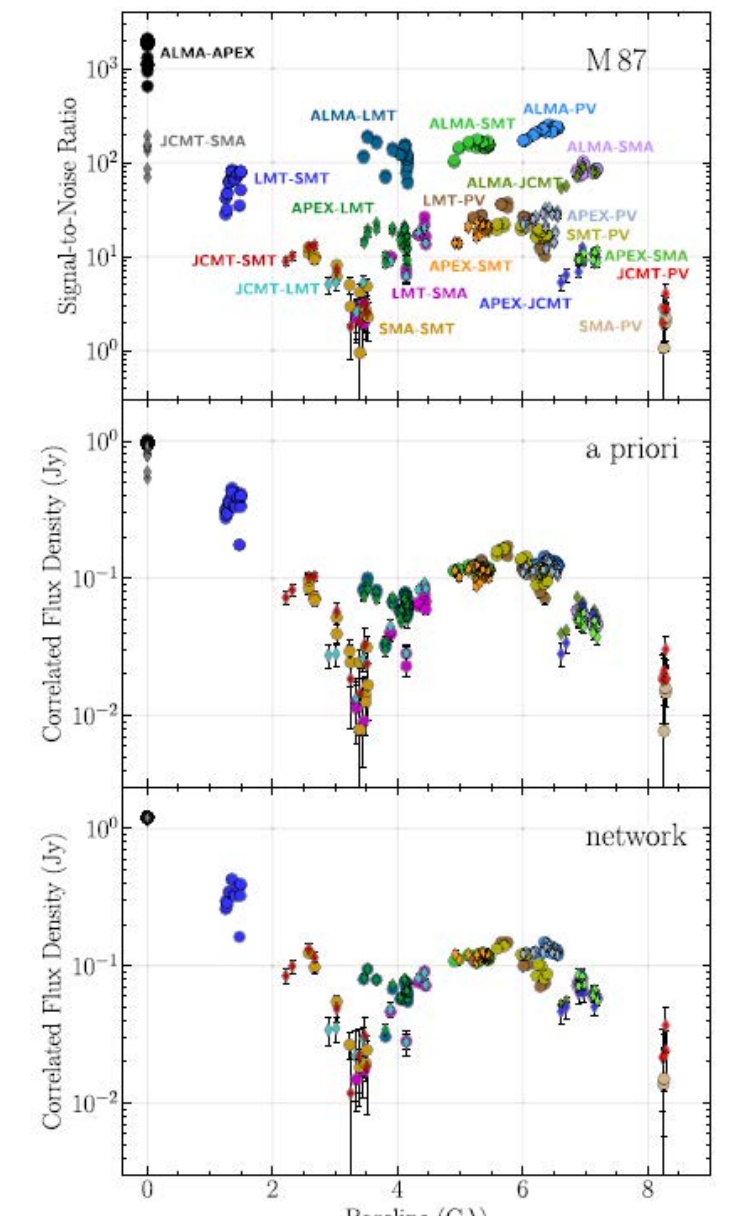 M 87
ALMA-APEX
10³
ALMA-LMT
ALMA-PV
ALMA-SMT
JCMT-SMA
ALMA-SMA
10²
LMT-SMT
ALMA-JCMT
LMT-PV
APEX-LMT
APEX-PV
SMT-PV
JCMT-SMT
APEX-SMT
APEX-SMA
10¹
JCMT-PV
JCMT-LMT
LMT-SMA
APEX-JCMT
SMA-SMT
SMA-PV
10⁰
Signal-to-Noise Ratio
a priori
10⁰
10⁻¹
10⁻²
Correlated Flux Density (Jy)
network
10⁰
10⁻¹
10⁻²
Correlated Flux Density (Jy)
0 2 4 6 8